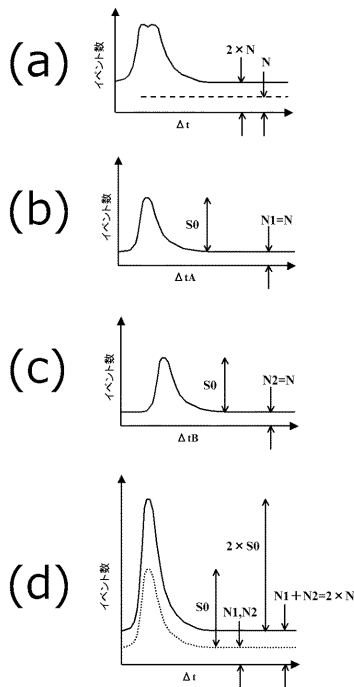 (a)
イベント数
2×N
N
Δt
(b)
イベント数
S0
N1=N
ΔtA
(c)
イベント数
S0
N2=N
ΔtB
(d)
イベント数
2×S0
S0
N1,N2
N1+N2=2×N
Δt